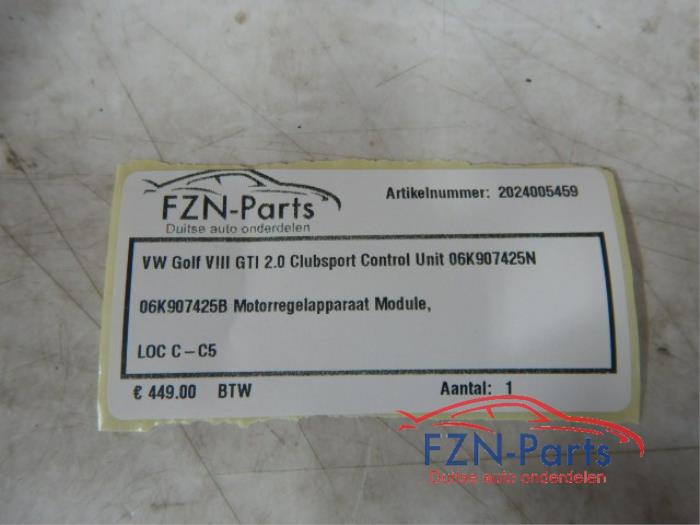 FZN-Parts
Duitse auto onderdelen
Artikelnummer: 2024005459
VW Golf VIII GTI 2.0 Clubsport Control Unit 06K907425N
06K907425B Motorregelapparaat Module,
LOC C – C5
€ 449.00 BTW Aantal: 1
FZN-Parts
Duitse auto onderdelen